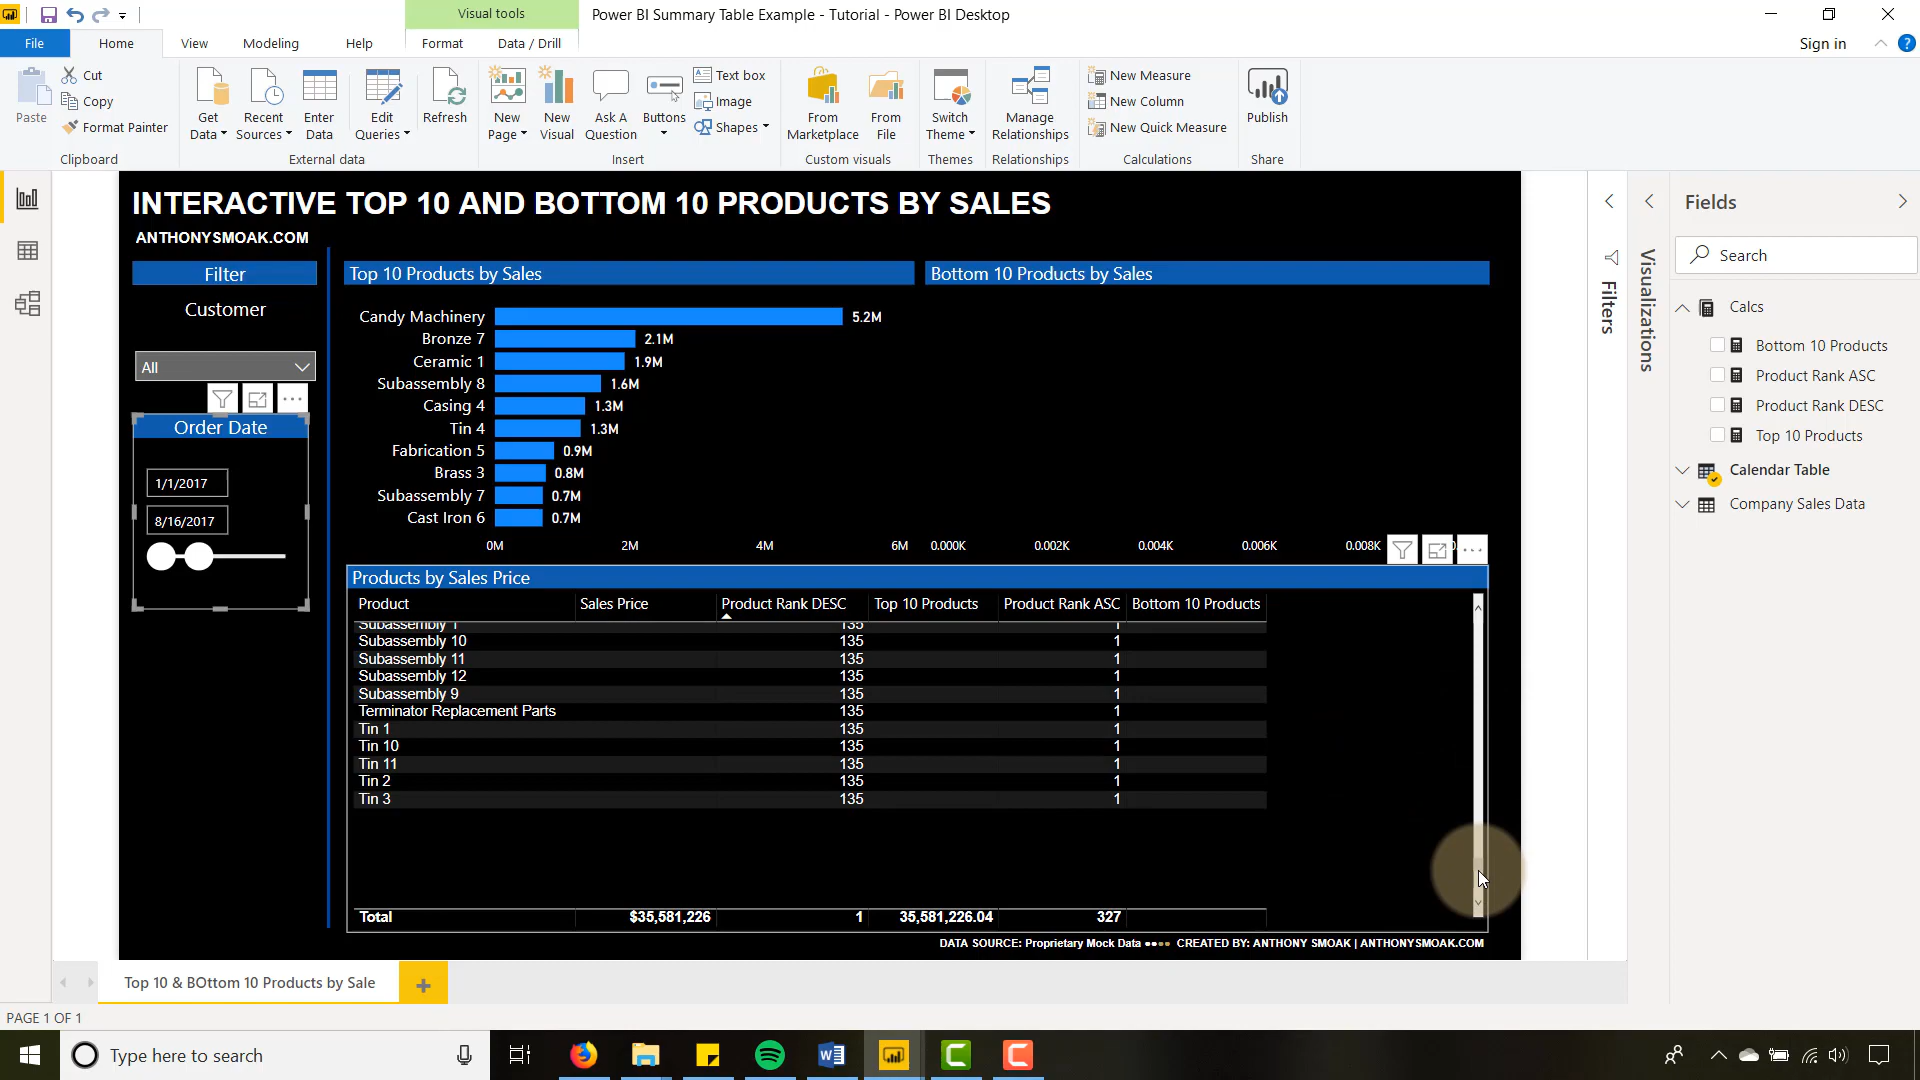 Visual tools
Power BI Summary Table Example - Tutorial - Power BI Desktop
File
Home
View
Modeling
Help
Format
Data / Drill
Sign in
Paste
Cut
Copy
Format Painter
Clipboard
Get Data
Recent Sources
Enter Data
Edit Queries
Refresh
External data
New Page
New Visual
Ask A Question
Buttons
Text box
Image
Shapes
Insert
From Marketplace
From File
Custom visuals
Switch Theme
Themes
Manage Relationships
Relationships
New Measure
New Column
New Quick Measure
Calculations
Publish
Share
INTERACTIVE TOP 10 AND BOTTOM 10 PRODUCTS BY SALES
ANTHONYSMOAK.COM
Filter
Customer
All
Order Date
1/1/2017
8/16/2017
Top 10 Products by Sales
Candy Machinery 5.2M
Bronze 7 2.1M
Ceramic 1 1.9M
Subassembly 8 1.6M
Casing 4 1.3M
Tin 4 1.3M
Fabrication 5 0.9M
Brass 3 0.8M
Subassembly 7 0.7M
Cast Iron 6 0.7M
0M 2M 4M 6M
Bottom 10 Products by Sales
0.000K 0.002K 0.004K 0.006K 0.008K
Products by Sales Price
Product Sales Price Product Rank DESC Top 10 Products Product Rank ASC Bottom 10 Products
Subassembly 1 135 1
Subassembly 10 135 1
Subassembly 11 135 1
Subassembly 12 135 1
Subassembly 9 135 1
Terminator Replacement Parts 135 1
Tin 1 135 1
Tin 10 135 1
Tin 11 135 1
Tin 2 135 1
Tin 3 135 1
Total $35,581,226 1 35,581,226.04 327
DATA SOURCE: Proprietary Mock Data ●●●● CREATED BY: ANTHONY SMOAK | ANTHONYSMOAK.COM
Filters
Visualizations
Fields
Search
Calcs
Bottom 10 Products
Product Rank ASC
Product Rank DESC
Top 10 Products
Calendar Table
Company Sales Data
Top 10 & BOttom 10 Products by Sale
PAGE 1 OF 1
Type here to search